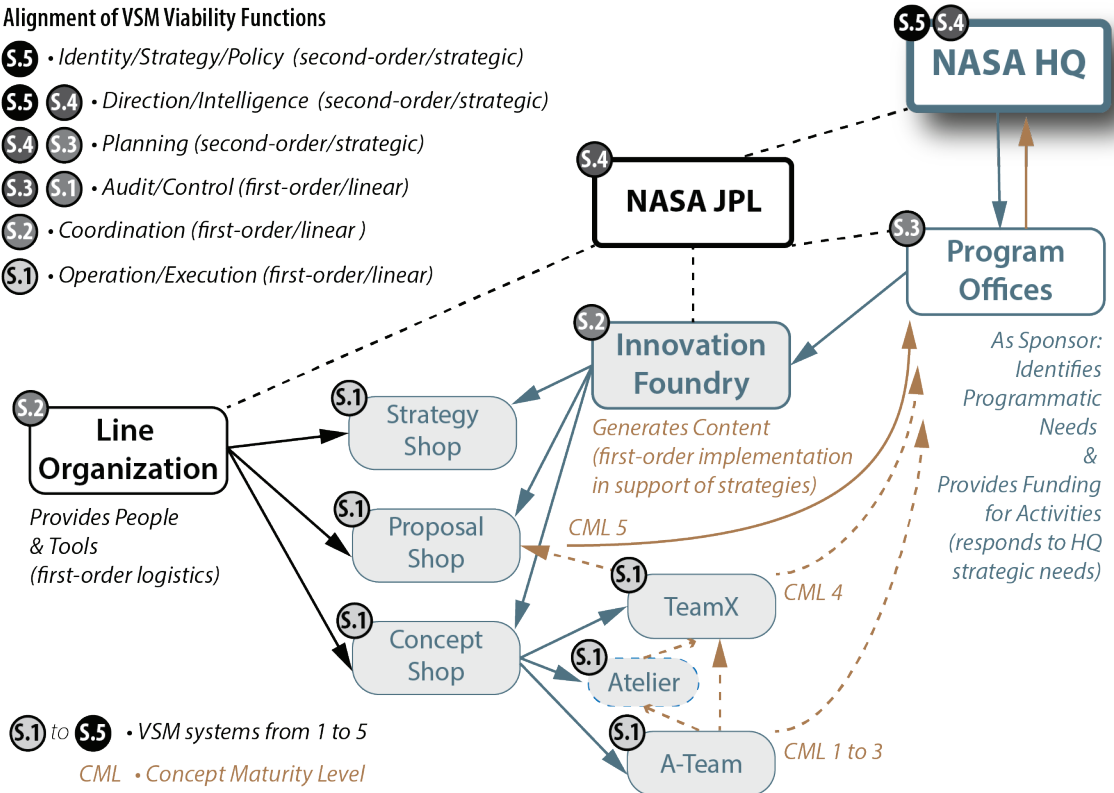 Alignment of VSM Viability Functions
S.5 • Identity/Strategy/Policy (second-order/strategic)
S.5 S.4 • Direction/Intelligence (second-order/strategic)
S.4 S.3 • Planning (second-order/strategic)
S.3 S.1 • Audit/Control (first-order/linear)
S.2 • Coordination (first-order/linear )
S.1 • Operation/Execution (first-order/linear)
S.5 S.4
NASA HQ
S.4
NASA JPL
S.3
Program
Offices
As Sponsor:
Identifies
Programmatic
Needs
&
Provides Funding
for Activities
(responds to HQ
strategic needs)
S.2
Innovation
Foundry
Generates Content
(first-order implementation
in support of strategies)
S.2
Line
Organization
Provides People
& Tools
(first-order logistics)
S.1
Strategy
Shop
S.1
Proposal
Shop
CML 5
S.1
Concept
Shop
S.1
TeamX
CML 4
S.1
Atelier
S.1
A-Team
CML 1 to 3
S.1 to S.5 • VSM systems from 1 to 5
CML • Concept Maturity Level